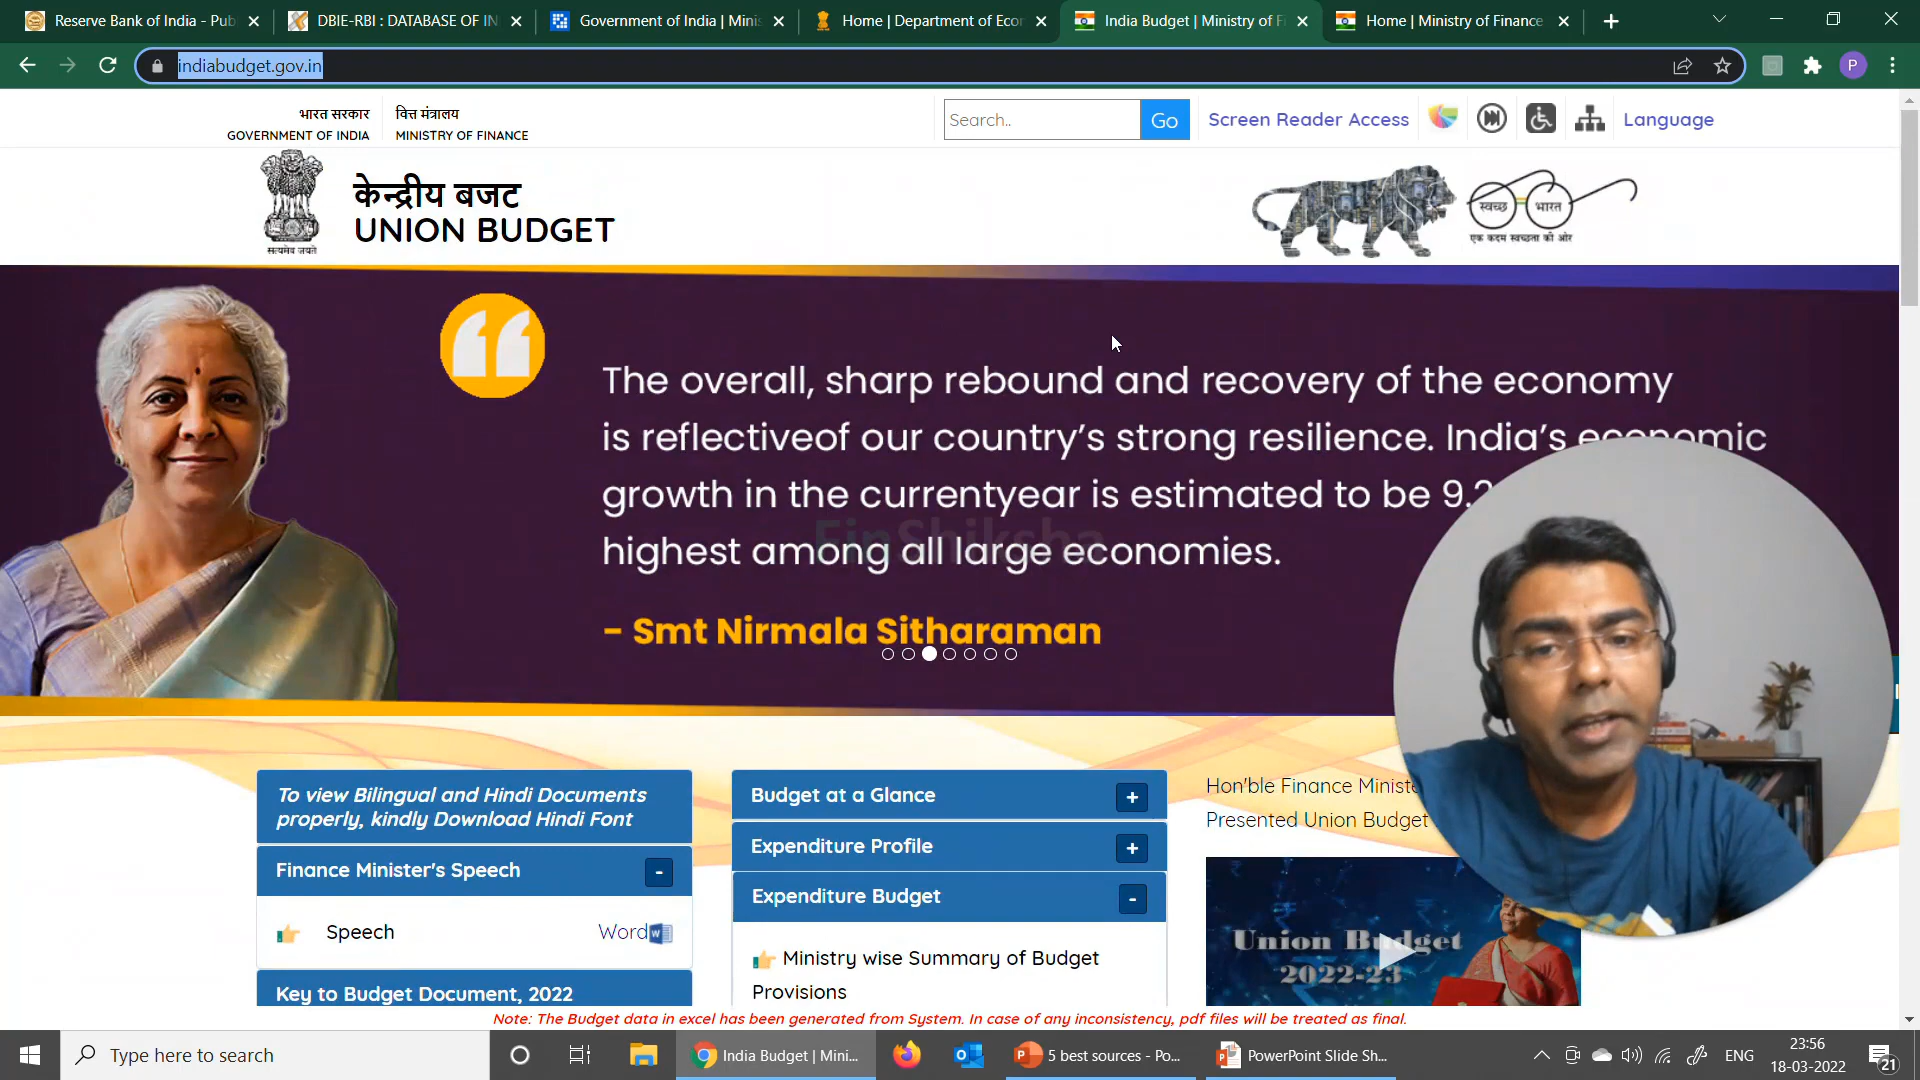 Reserve Bank of India - Pub
DBIE-RBI : DATABASE OF IN
Government of India | Minis
Home | Department of Econ
India Budget | Ministry of Fi
Home | Ministry of Finance
indiabudget.gov.in
P
भारत सरकार
GOVERNMENT OF INDIA
वित्त मंत्रालय
MINISTRY OF FINANCE
Search..
Go
Screen Reader Access
Language
सत्यमेव जयते
केन्द्रीय बजट
UNION BUDGET
स्वच्छ भारत
एक कदम स्वच्छता की ओर
The overall, sharp rebound and recovery of the economy
is reflectiveof our country's strong resilience. India's economic
growth in the currentyear is estimated to be 9.2
highest among all large economies.
FinShiksha
– Smt Nirmala Sitharaman
To view Bilingual and Hindi Documents
properly, kindly Download Hindi Font
Finance Minister's Speech
-
Speech
Word
Key to Budget Document, 2022
Budget at a Glance
+
Expenditure Profile
+
Expenditure Budget
-
Ministry wise Summary of Budget
Provisions
Hon'ble Finance Ministe
Presented Union Budget
Union Budget
2022-23
Note: The Budget data in excel has been generated from System. In case of any inconsistency, pdf files will be treated as final.
Type here to search
India Budget | Mini...
5 best sources - Po...
PowerPoint Slide Sh...
ENG
23:56
18-03-2022
21